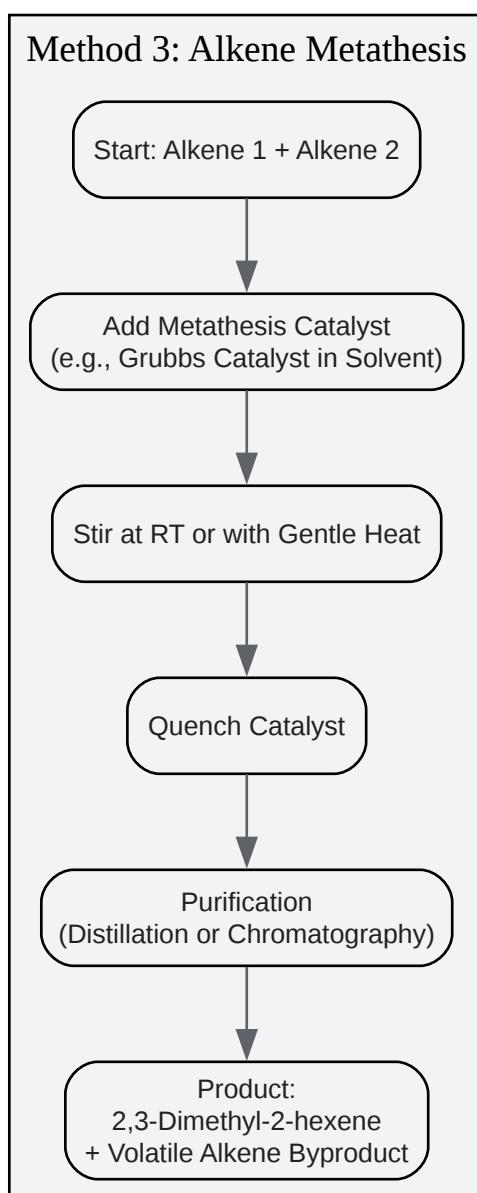 Method 3: Alkene Metathesis
Start: Alkene 1 + Alkene 2
Add Metathesis Catalyst
(e.g., Grubbs Catalyst in Solvent)
Stir at RT or with Gentle Heat
Quench Catalyst
Purification
(Distillation or Chromatography)
Product:
2,3-Dimethyl-2-hexene
+ Volatile Alkene Byproduct